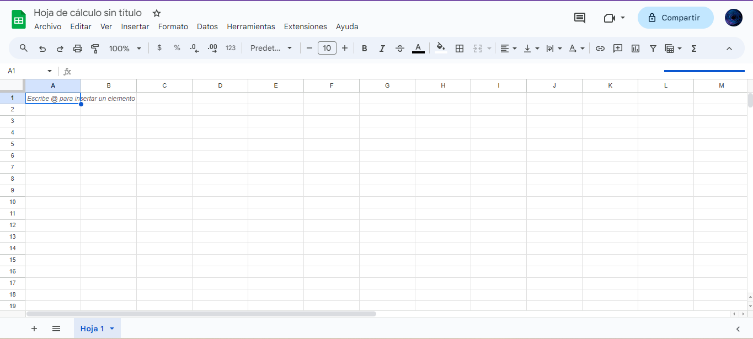 Hoja de cálculo sin título
Compartir
Archivo Editar Ver Insertar Formato Datos Herramientas Extensiones Ayuda
100% $ % .0 .00 123 Predet... − 10 + B I S A Σ
A1 fx
A B C D E F G H I J K L M
1 Escribe @ para insertar un elemento
2
3
4
5
6
7
8
9
10
11
12
13
14
15
16
17
18
19
+ Hoja 1